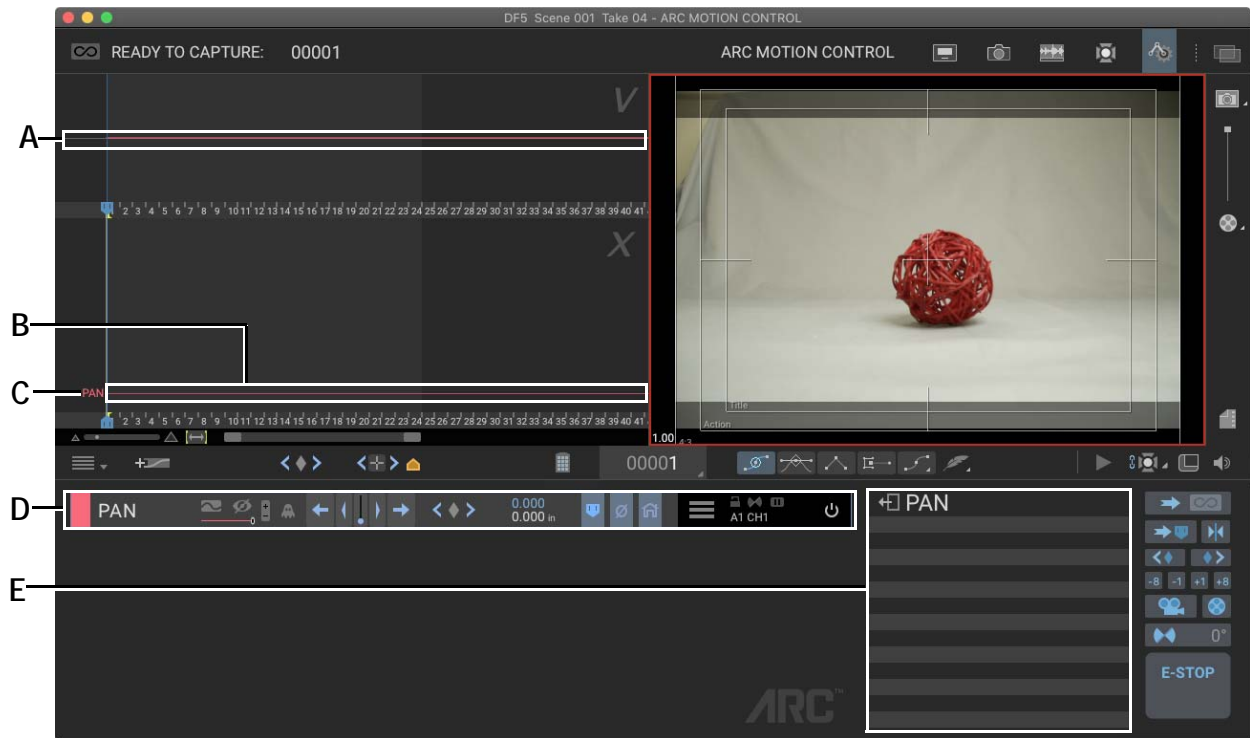 DF5 Scene 001 Take 04 - ARC MOTION CONTROL
READY TO CAPTURE: 00001
ARC MOTION CONTROL
V
A
2 3 4 5 6 7 8 9 10 11 12 13 14 15 16 17 18 19 20 21 22 23 24 25 26 27 28 29 30 31 32 33 34 35 36 37 38 39 40 41
X
B
C
PAN
2 3 4 5 6 7 8 9 10 11 12 13 14 15 16 17 18 19 20 21 22 23 24 25 26 27 28 29 30 31 32 33 34 35 36 37 38 39 40 41
Title
Action
1.00 4:3
00001
D
PAN
0
0.000
0.000 in
A1 CH1
PAN
E
-8 -1 +1 +8
0°
E-STOP
ARC™